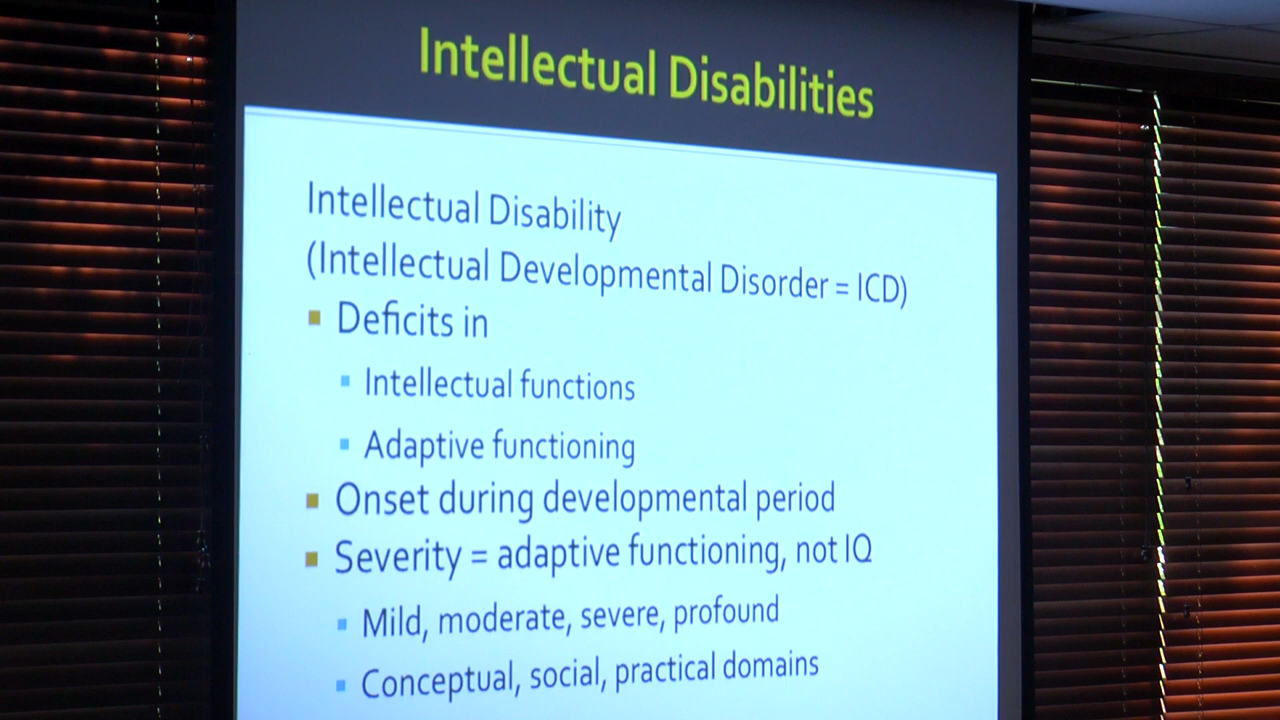 Intellectual Disabilities
Intellectual Disability
(Intellectual Developmental Disorder = ICD)
Deficits in
Intellectual functions
Adaptive functioning
Onset during developmental period
Severity = adaptive functioning, not IQ
Mild, moderate, severe, profound
Conceptual, social, practical domains